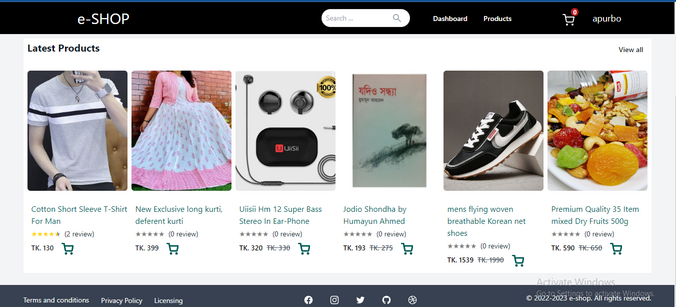 e-SHOP
Search ...
Dashboard
Products
0
apurbo
Latest Products
View all
100%
যদিও সন্ধ্যা
হুমায়ূন আহমেদ
UiiSii
Cotton Short Sleeve T-Shirt
For Man
(2 review)
TK. 130
New Exclusive long kurti,
deferent kurti
(0 review)
TK. 399
Uiisii Hm 12 Super Bass
Stereo In Ear-Phone
(0 review)
TK. 320 TK. 330
Jodio Shondha by
Humayun Ahmed
(0 review)
TK. 193 TK. 275
mens flying woven
breathable Korean net
shoes
(0 review)
TK. 1539 TK. 1990
Premium Quality 35 Item
mixed Dry Fruits 500g
(0 review)
TK. 590 TK. 650
Activate Windows
Go to Settings to activate Windows.
Terms and conditions
Privacy Policy
Licensing
© 2022-2023 e-shop. All rights reserved.